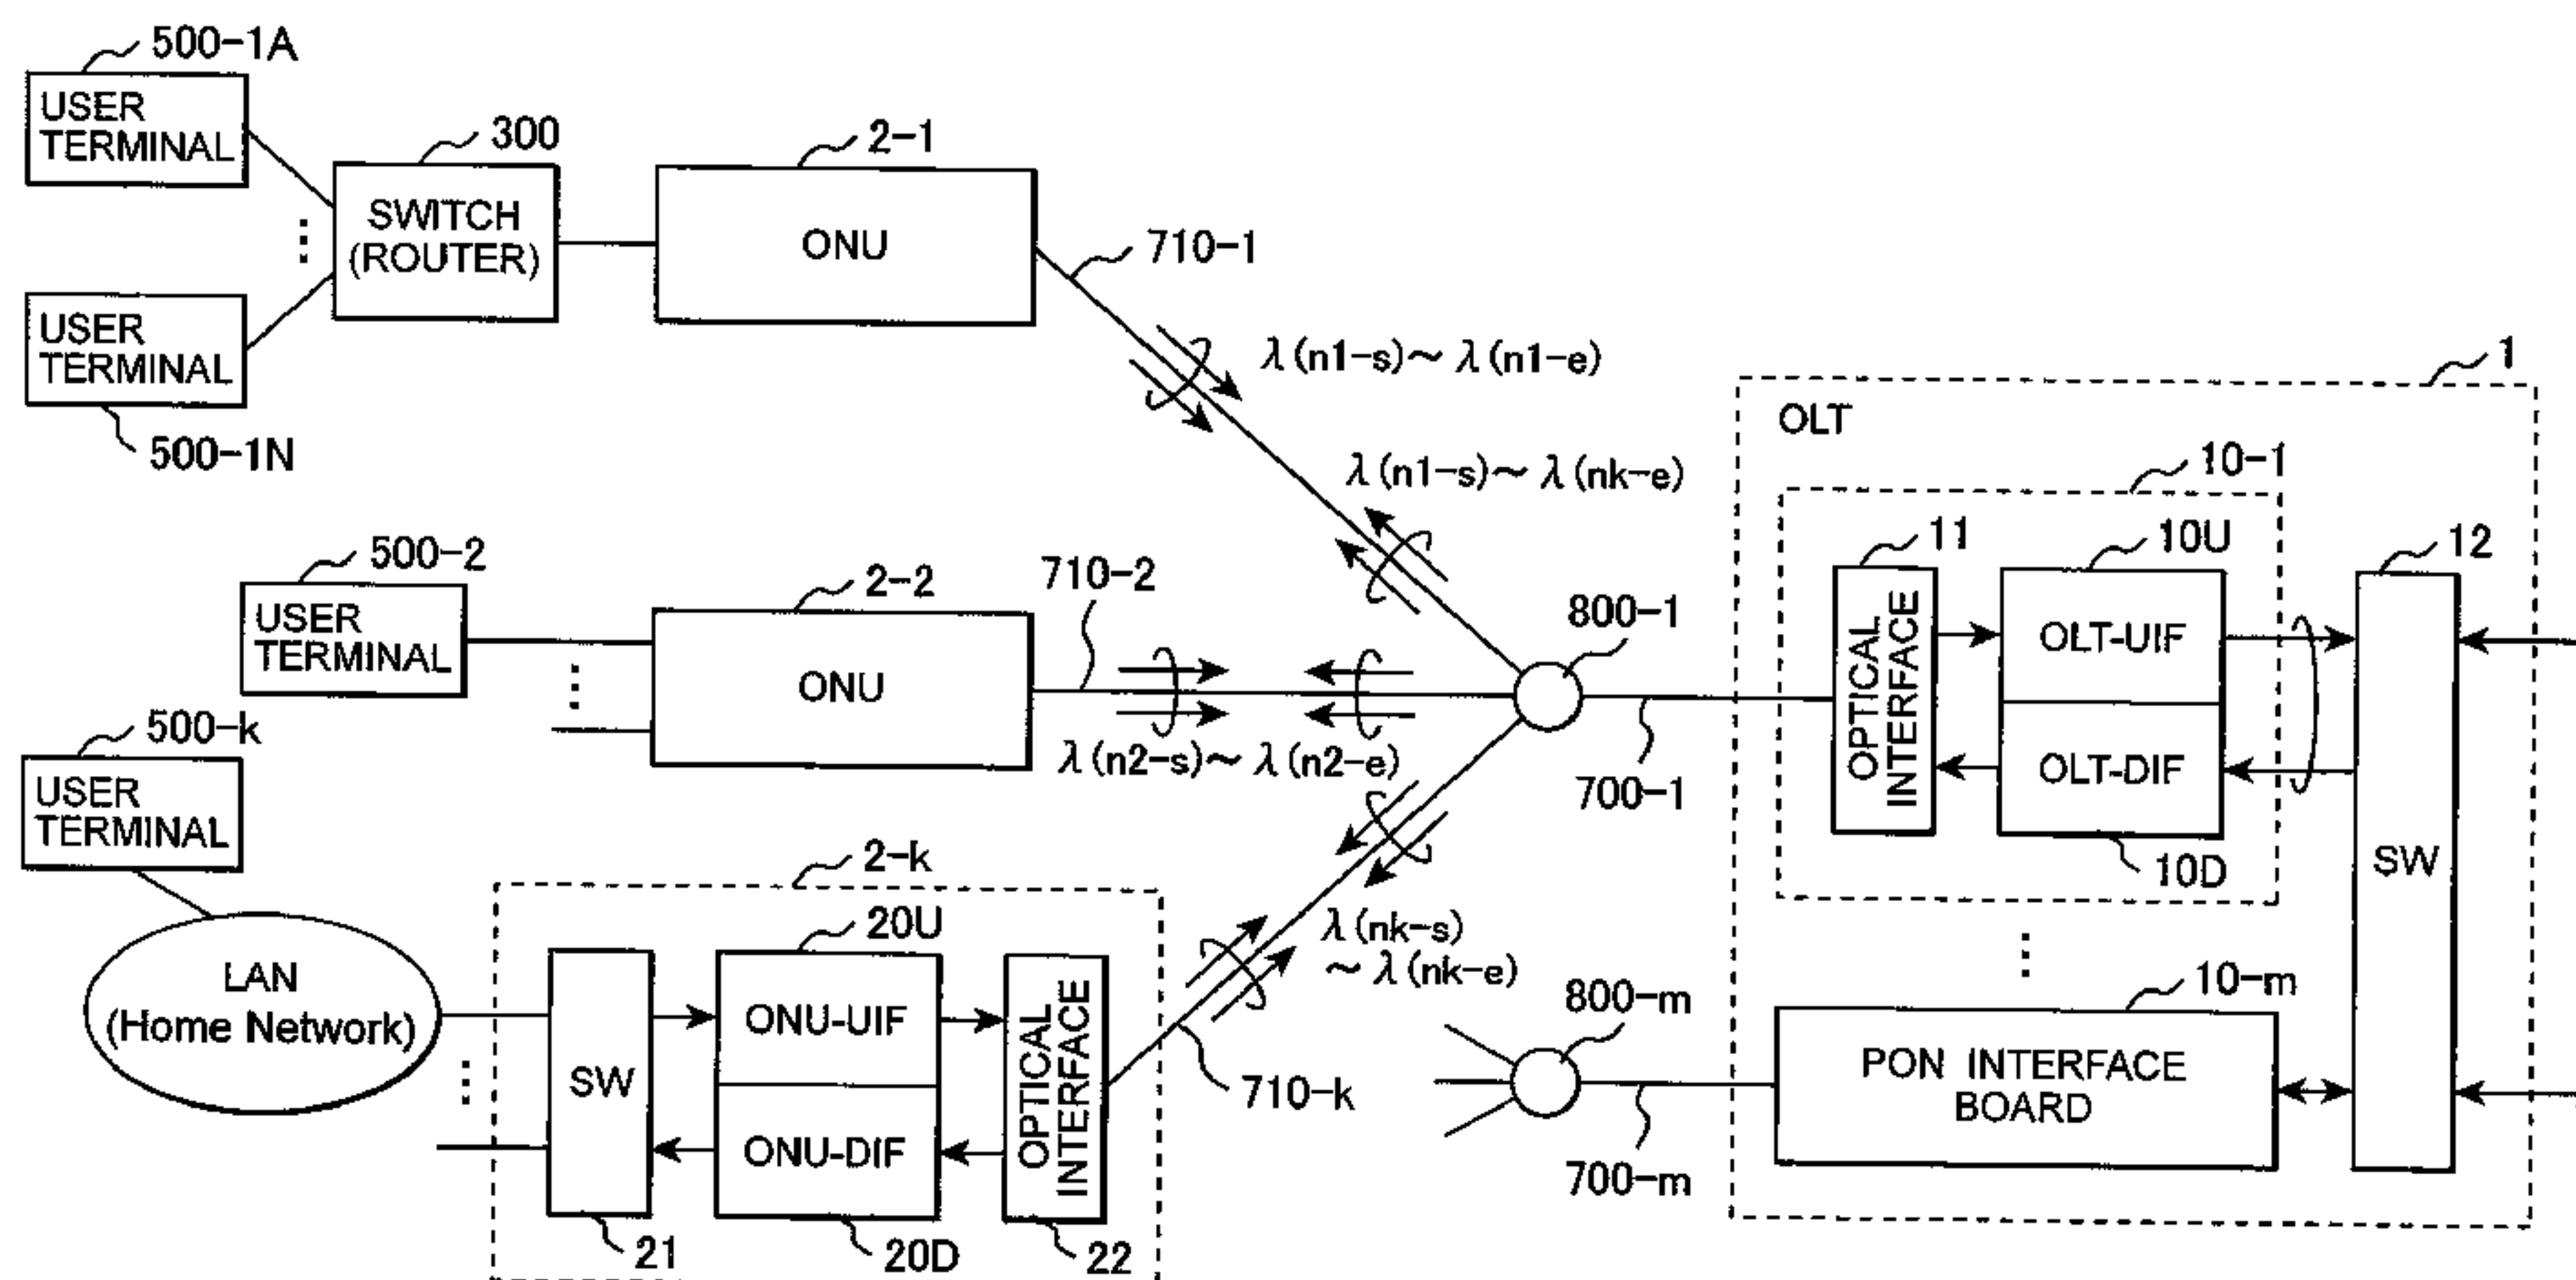 500-1A
USER
TERMINAL
300
SWITCH
(ROUTER)
2-1
ONU
710-1
USER
TERMINAL
500-1N
λ(n1-s)~ λ(n1-e)
λ(n1-s)~ λ(nk-e)
1
OLT
10-1
11
10U
12
OPTICAL
INTERFACE
OLT-UIF
OLT-DIF
10D
SW
500-2
USER
TERMINAL
2-2
ONU
710-2
800-1
λ(n2-s)~ λ(n2-e)
700-1
500-k
USER
TERMINAL
LAN
(Home Network)
2-k
20U
SW
ONU-UIF
ONU-DIF
OPTICAL
INTERFACE
21
20D
22
λ(nk-s)
~ λ(nk-e)
710-k
800-m
700-m
10-m
PON INTERFACE
BOARD